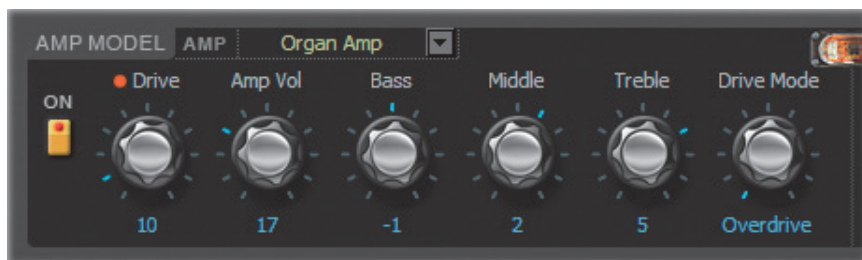 AMP MODEL AMP Organ Amp
ON Drive Amp Vol Bass Middle Treble Drive Mode
10 17 -1 2 5 Overdrive